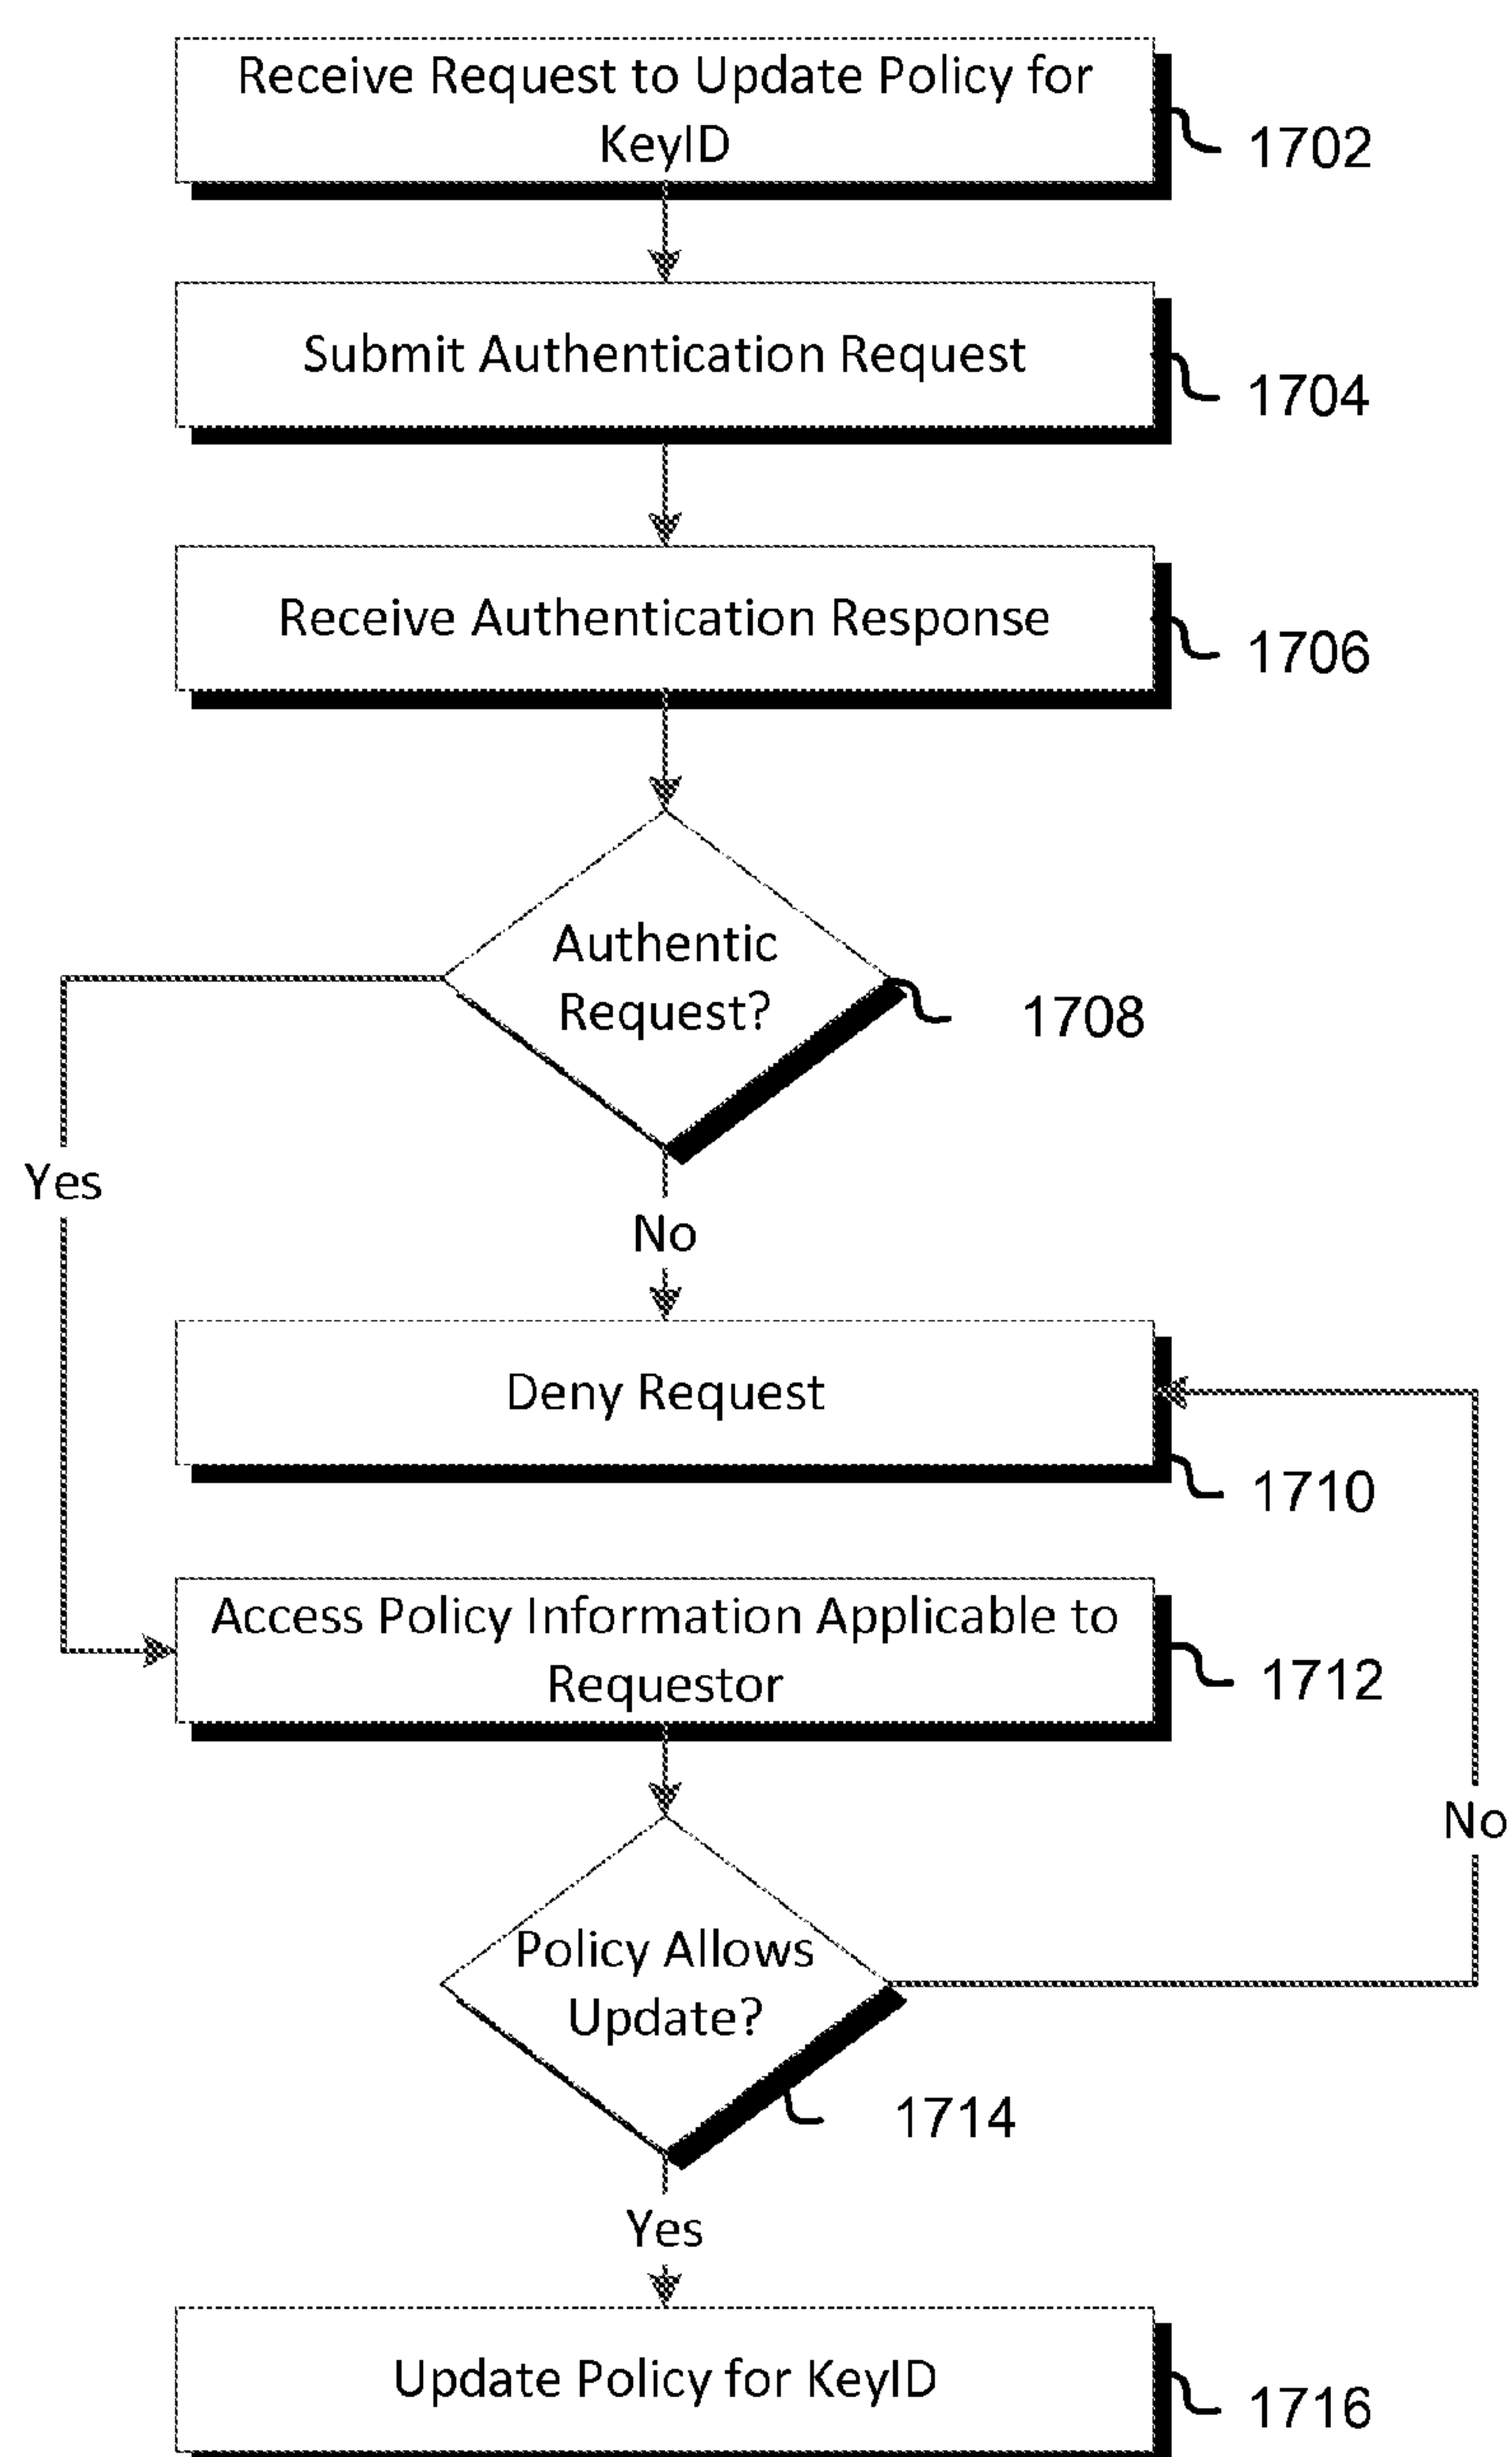 Receive Request to Update Policy for
KeyID
1702
Submit Authentication Request
1704
Receive Authentication Response
1706
Authentic
Request?
1708
Yes
No
Deny Request
1710
Access Policy Information Applicable to
Requestor
1712
No
Policy Allows
Update?
1714
Yes
Update Policy for KeyID
1716